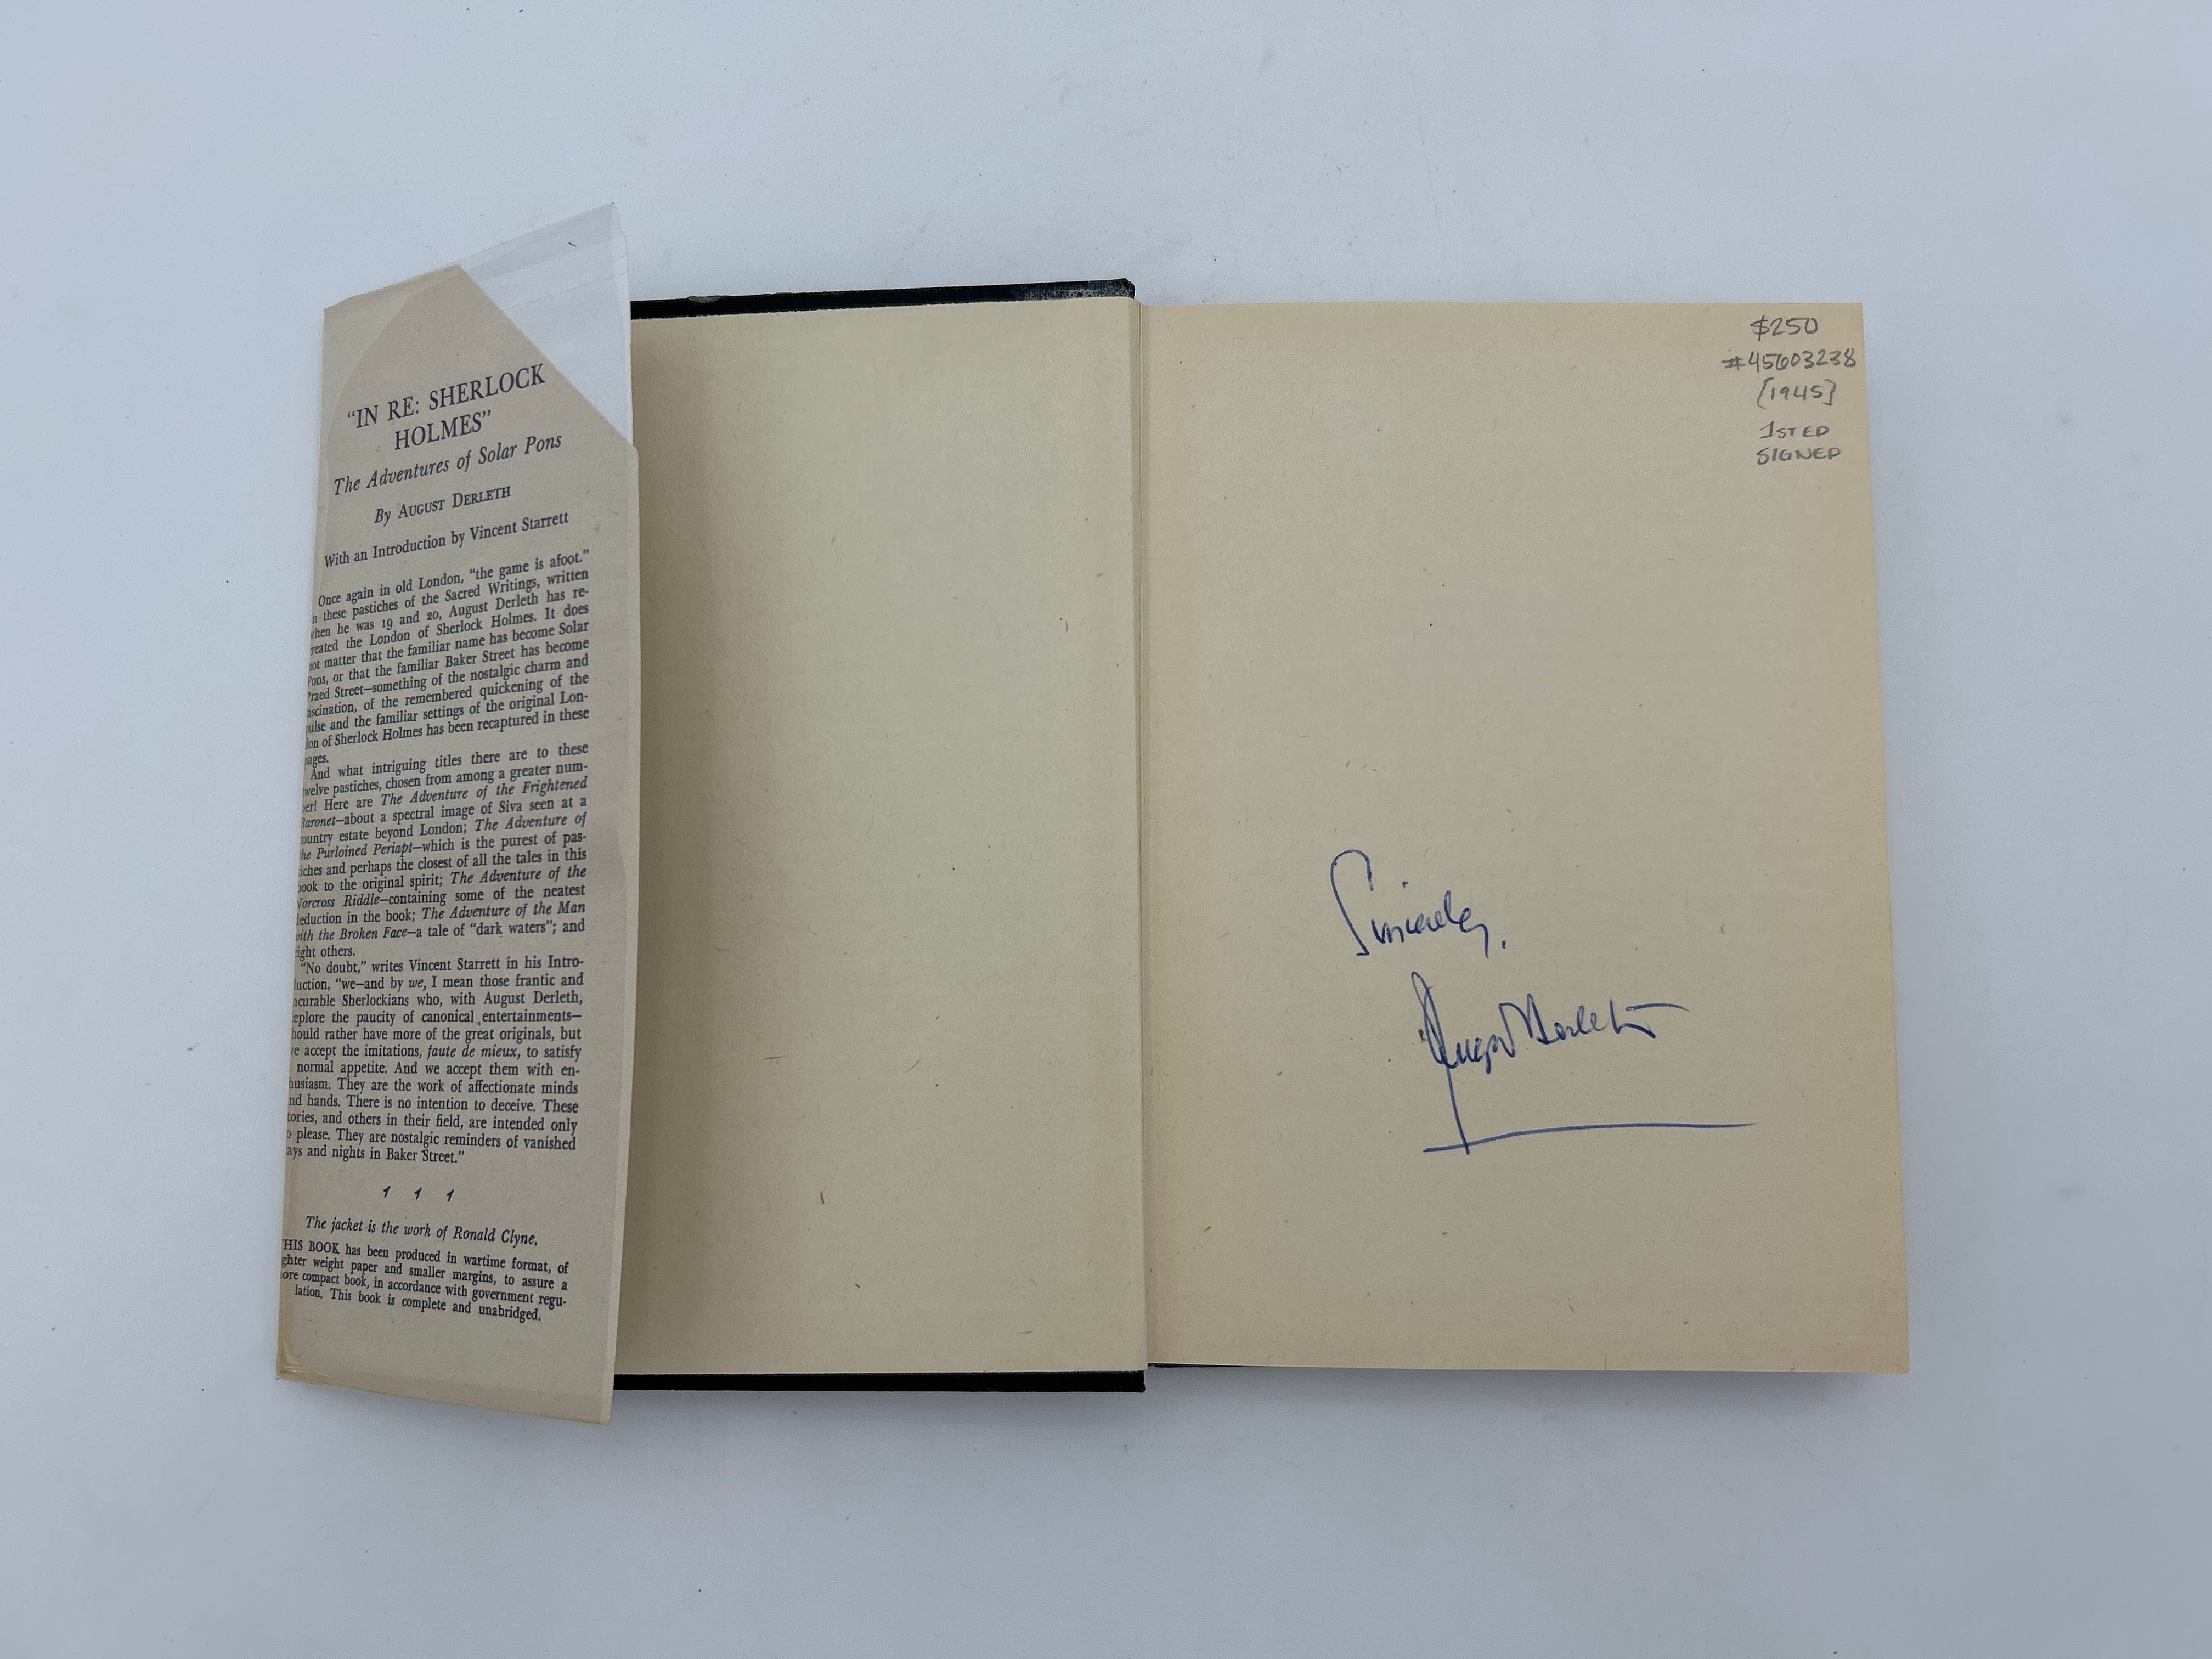 “IN RE: SHERLOCK
HOLMES”
The Adventures of Solar Pons
By AUGUST DERLETH
With an Introduction by Vincent Starrett
Once again in old London, “the game is afoot.”
n these pastiches of the Sacred Writings, written
hen he was 19 and 20, August Derleth has re-
reated the London of Sherlock Holmes. It does
ot matter that the familiar name has become Solar
Pons, or that the familiar Baker Street has become
Praed Street—something of the nostalgic charm and
ascination, of the remembered quickening of the
pulse and the familiar settings of the original Lon-
don of Sherlock Holmes has been recaptured in these
pages.
And what intriguing titles there are to these
twelve pastiches, chosen from among a greater num-
ber! Here are The Adventure of the Frightened
Baronet—about a spectral image of Siva seen at a
country estate beyond London; The Adventure of
the Purloined Periapt—which is the purest of pas-
tiches and perhaps the closest of all the tales in this
book to the original spirit; The Adventure of the
Norcross Riddle—containing some of the neatest
deduction in the book; The Adventure of the Man
with the Broken Face—a tale of “dark waters”; and
eight others.
“No doubt,” writes Vincent Starrett in his Intro-
duction, “we—and by we, I mean those frantic and
ncurable Sherlockians who, with August Derleth,
eplore the paucity of canonical entertainments—
hould rather have more of the great originals, but
e accept the imitations, faute de mieux, to satisfy
normal appetite. And we accept them with en-
husiasm. They are the work of affectionate minds
nd hands. There is no intention to deceive. These
tories, and others in their field, are intended only
o please. They are nostalgic reminders of vanished
ays and nights in Baker Street.”
The jacket is the work of Ronald Clyne.
THIS BOOK has been produced in wartime format, of
ghter weight paper and smaller margins, to assure a
ore compact book, in accordance with government regu-
lation. This book is complete and unabridged.
$250
#45603238
[1945]
1ST ED
SIGNED
Sincerely,
August Derleth